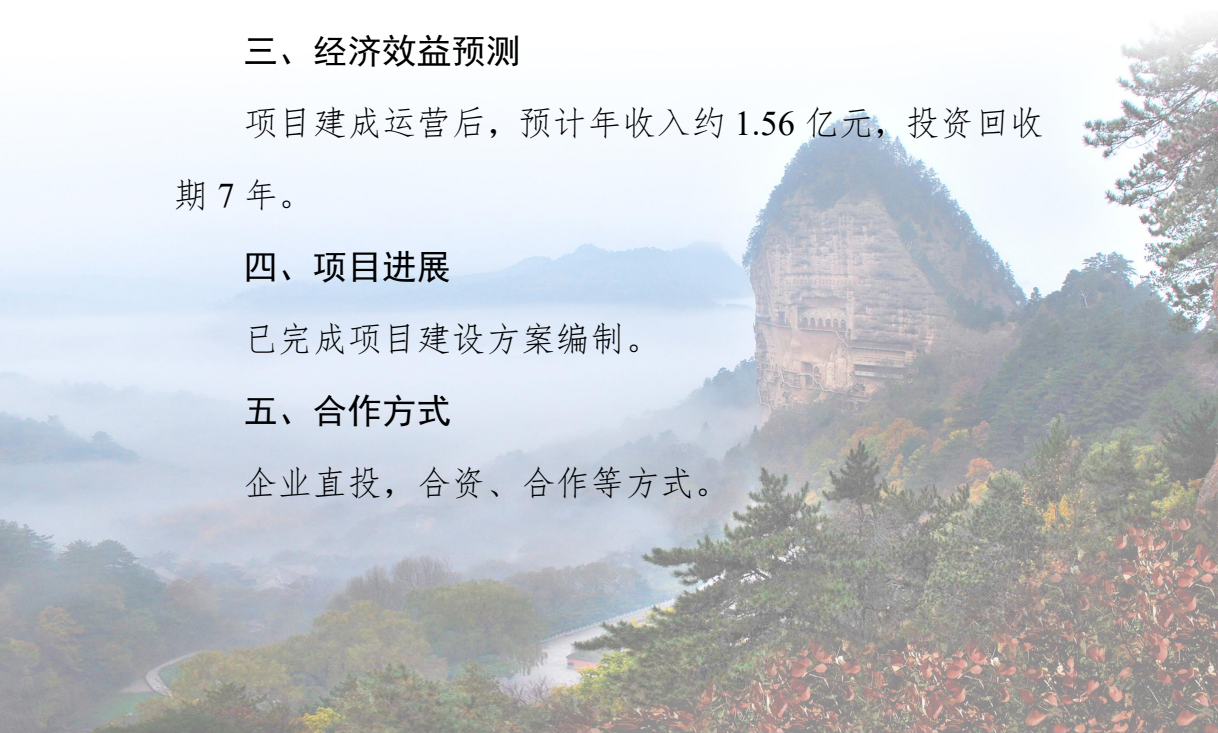 三、经济效益预测
项目建成运营后，预计年收入约 1.56 亿元，投资回收
期 7 年。
四、项目进展
已完成项目建设方案编制。
五、合作方式
企业直投，合资、合作等方式。